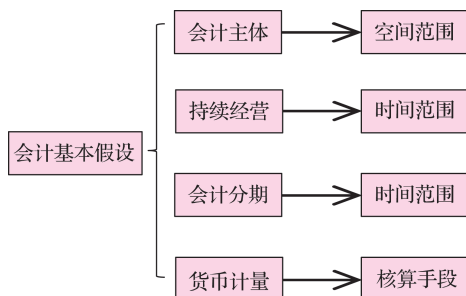 会计基本假设
会计主体
空间范围
持续经营
时间范围
会计分期
时间范围
货币计量
核算手段